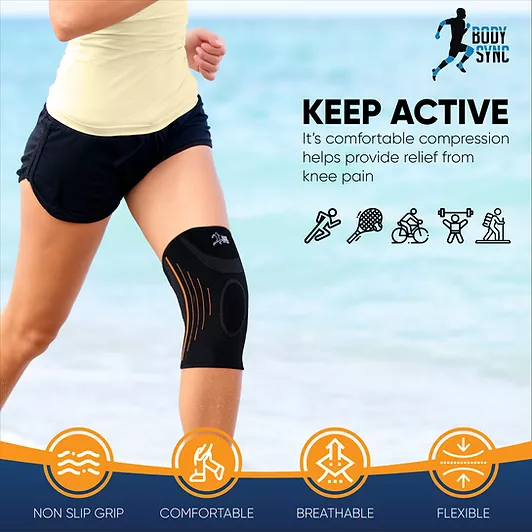 BODY
SYNC
KEEP ACTIVE
It's comfortable compression
helps provide relief from
knee pain
NON SLIP GRIP
COMFORTABLE
BREATHABLE
FLEXIBLE